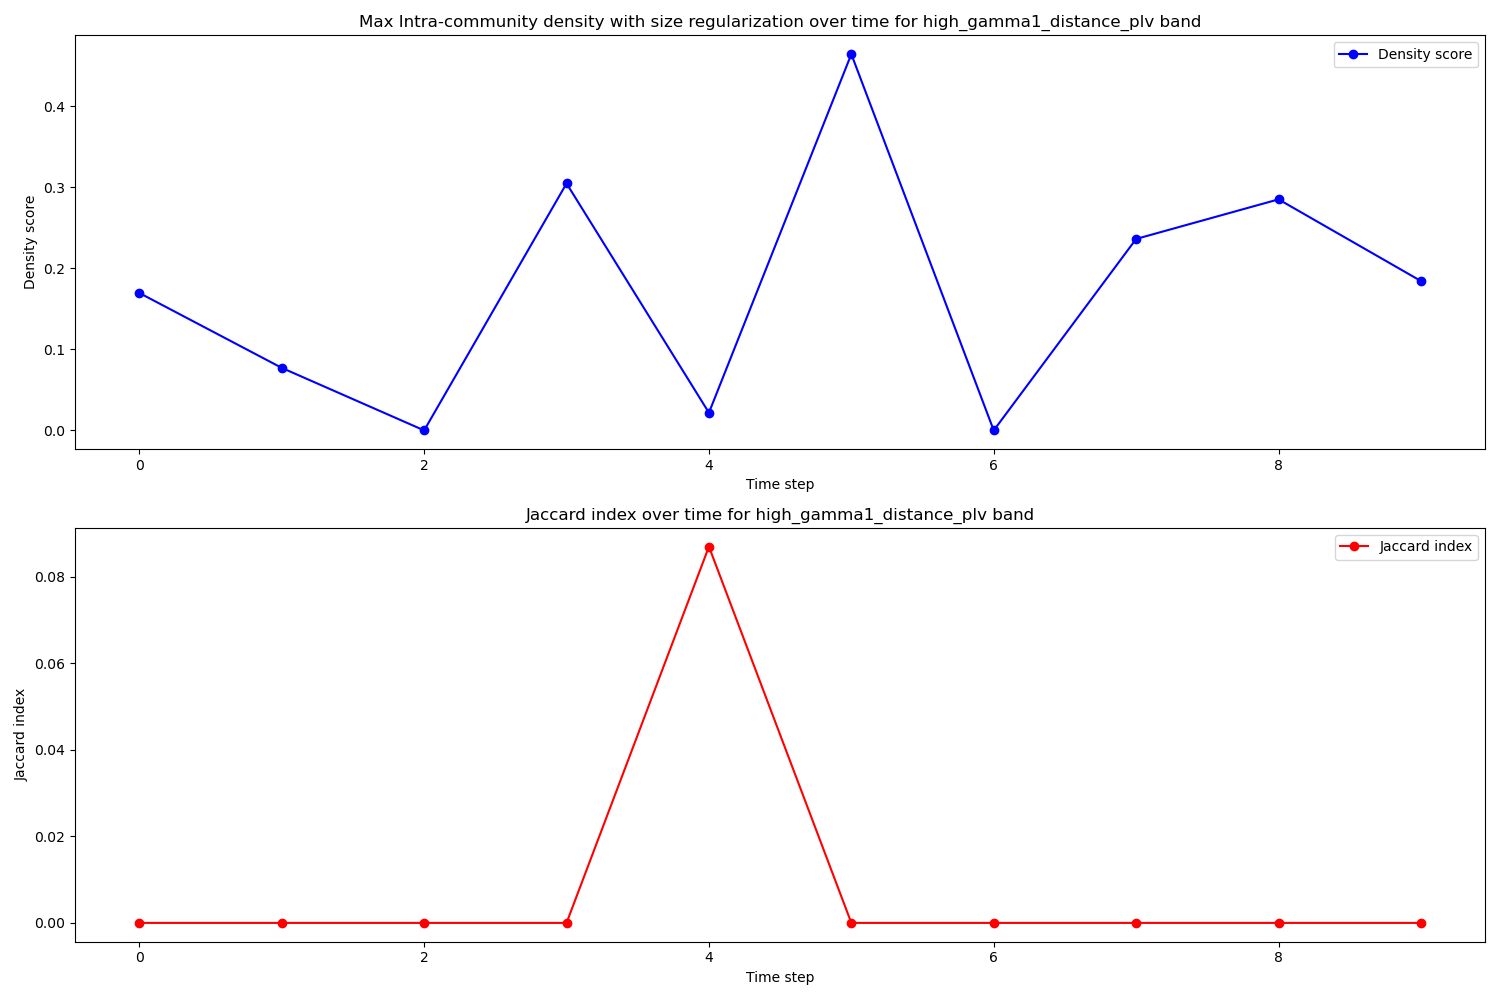 Max Intra-community density with size regularization over time for high_gamma1_distance_plv band
Density score
Density score
0.4
0.3
0.2
0.1
0.0
0 2 4 6 8
Time step
Jaccard index over time for high_gamma1_distance_plv band
Jaccard index
Jaccard index
0.08
0.06
0.04
0.02
0.00
0 2 4 6 8
Time step